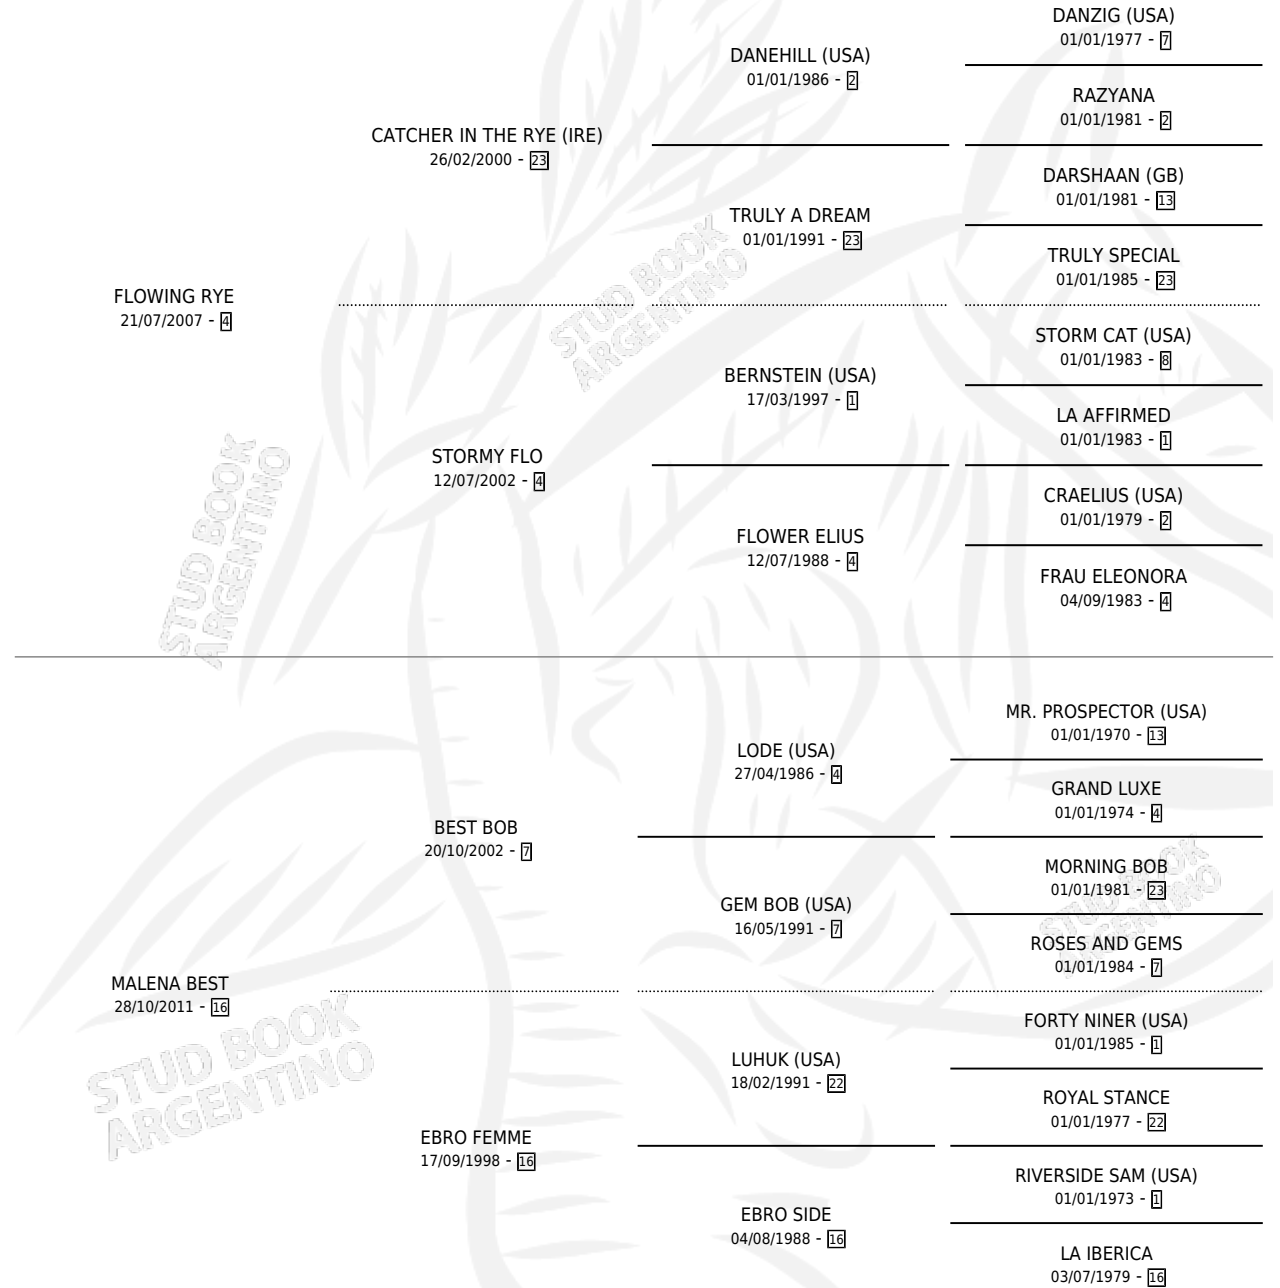 DANZIG (USA)
01/01/1977 - 7
DANEHILL (USA)
01/01/1986 - 2
RAZYANA
01/01/1981 - 2
CATCHER IN THE RYE (IRE)
26/02/2000 - 23
DARSHAAN (GB)
01/01/1981 - 13
TRULY A DREAM
01/01/1991 - 23
TRULY SPECIAL
01/01/1985 - 23
FLOWING RYE
21/07/2007 - 4
STORM CAT (USA)
01/01/1983 - 8
BERNSTEIN (USA)
17/03/1997 - 1
LA AFFIRMED
01/01/1983 - 1
STORMY FLO
12/07/2002 - 4
CRAELIUS (USA)
01/01/1979 - 2
FLOWER ELIUS
12/07/1988 - 4
FRAU ELEONORA
04/09/1983 - 4
STUD BOOK
ARGENTINO
STUD BOOK
ARGENTINO
MR. PROSPECTOR (USA)
01/01/1970 - 13
LODE (USA)
27/04/1986 - 4
GRAND LUXE
01/01/1974 - 4
BEST BOB
20/10/2002 - 7
MORNING BOB
01/01/1981 - 23
GEM BOB (USA)
16/05/1991 - 7
ROSES AND GEMS
01/01/1984 - 7
MALENA BEST
28/10/2011 - 16
FORTY NINER (USA)
01/01/1985 - 1
LUHUK (USA)
18/02/1991 - 22
ROYAL STANCE
01/01/1977 - 22
EBRO FEMME
17/09/1998 - 16
RIVERSIDE SAM (USA)
01/01/1973 - 1
EBRO SIDE
04/08/1988 - 16
LA IBERICA
03/07/1979 - 16
STUD BOOK
ARGENTINO
STUD BOOK
ARGENTINO